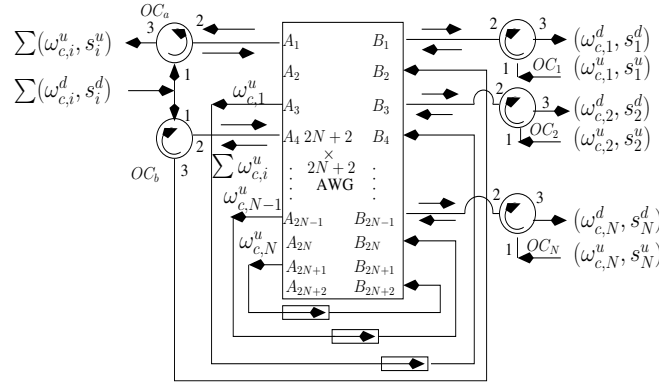 OC_a
3 2
∑(ω^u_{c,i}, s^u_i)
1
∑(ω^d_{c,i}, s^d_i)
1
2
3
OC_b
ω^u_{c,1}
∑ω^u_{c,i}
ω^u_{c,N−1}
ω^u_{c,N}
A_1
A_2
A_3
A_4
A_{2N−1}
A_{2N}
A_{2N+1}
A_{2N+2}
2N + 2
×
2N + 2
AWG
B_1
B_2
B_3
B_4
B_{2N−1}
B_{2N}
B_{2N+1}
B_{2N+2}
2 3
(ω^d_{c,1}, s^d_1)
OC_1
1
(ω^u_{c,1}, s^u_1)
2 3
(ω^d_{c,2}, s^d_2)
OC_2
1
(ω^u_{c,2}, s^u_2)
2 3
(ω^d_{c,N}, s^d_N)
OC_N
1
(ω^u_{c,N}, s^u_N)